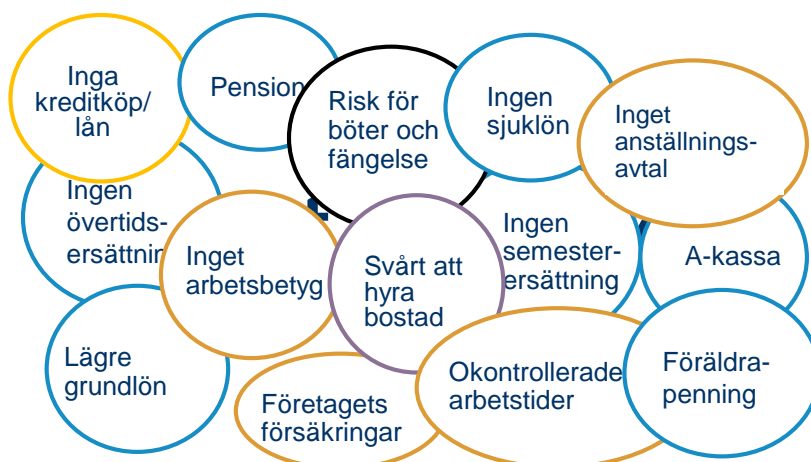 Inga
kreditköp/
lån
Pension
Risk för
böter och
fängelse
Ingen
sjuklön
Inget
anställnings-
avtal
Ingen
övertids-
ersättnin
Inget
arbetsbetyg
Svårt att
hyra
bostad
Ingen
semester-
ersättning
A-kassa
Lägre
grundlön
Företagets
försäkringar
Okontrollerade
arbetstider
Föräldra-
penning